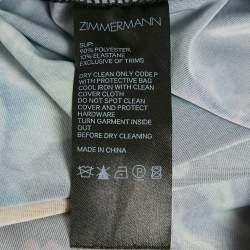 ZIMMERMANN
SLIP:
90% POLYESTER,
10% ELASTANE
EXCLUSIVE OF TRIMS
DRY CLEAN ONLY CODE P
WITH PROTECTIVE BAG
COOL IRON WITH CLEAN
COVER CLOTH
DO NOT SPOT CLEAN
COVER AND PROTECT
HARDWARE
TURN GARMENT INSIDE
OUT
BEFORE DRY CLEANING
MADE IN CHINA